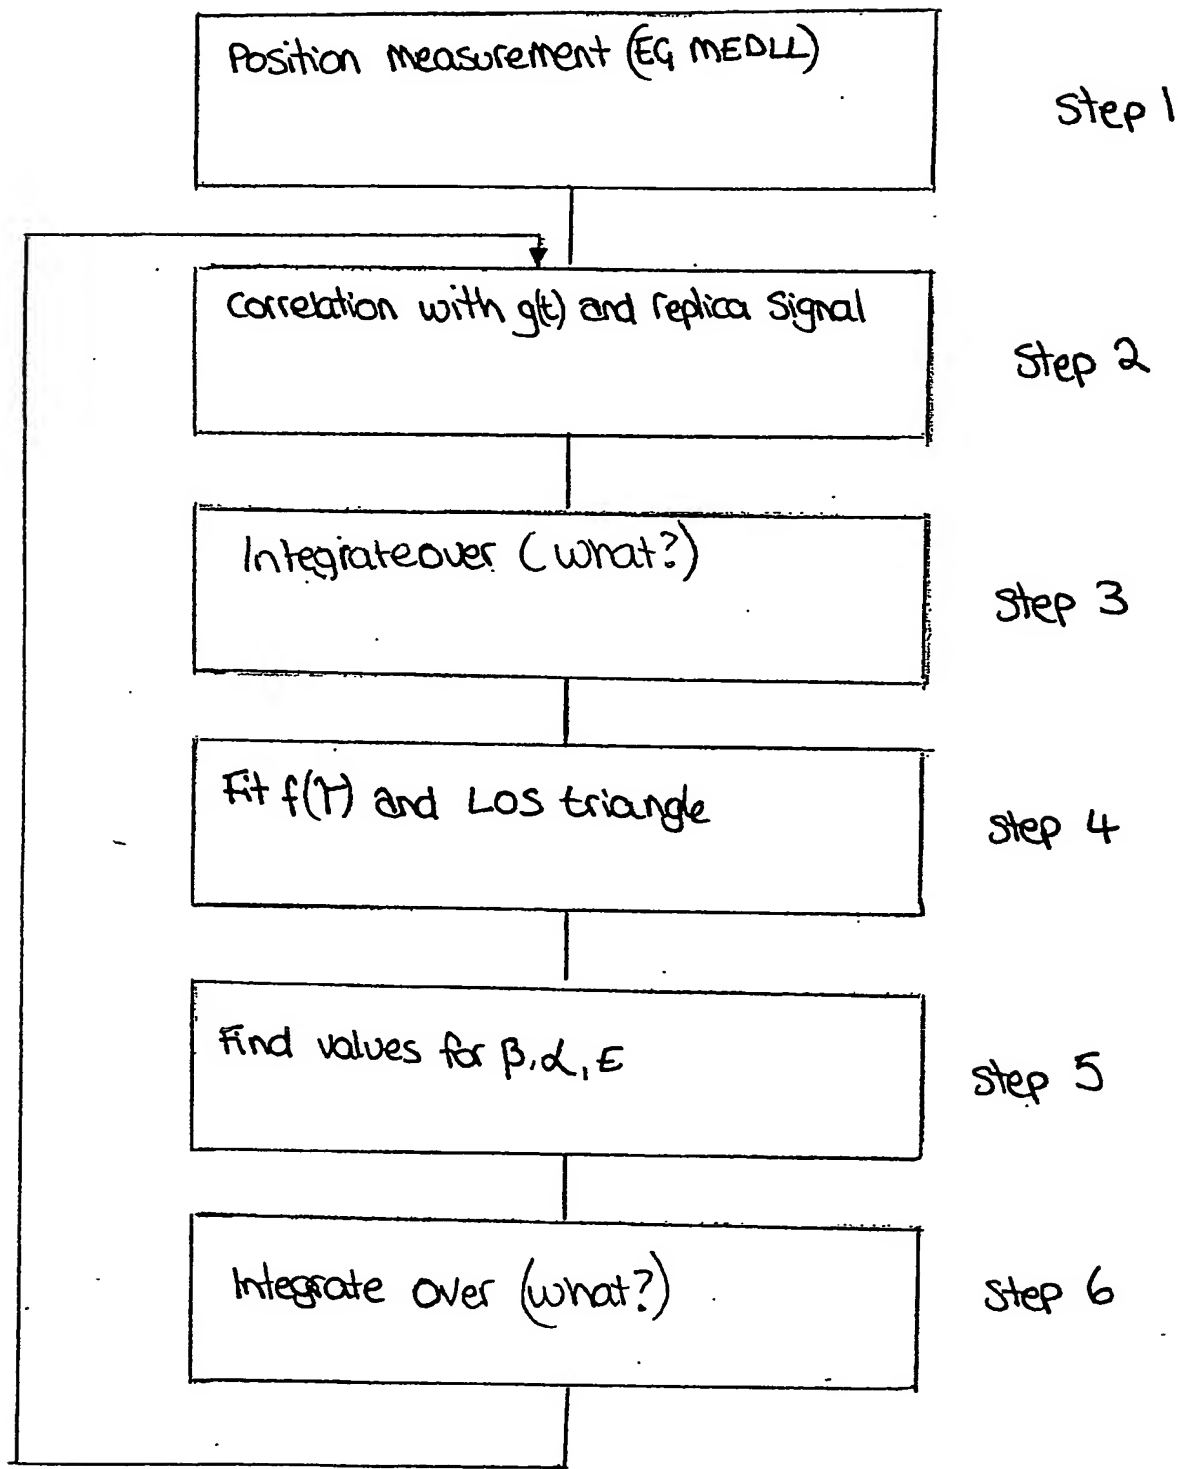 Position measurement (EG MEDLL)
Step 1
Correlation with g(t) and replica Signal
Step 2
Integrateover (what?)
Step 3
Fit f(τ) and LOS triangle
Step 4
Find values for β, α, ε
Step 5
Integrate over (what?)
Step 6